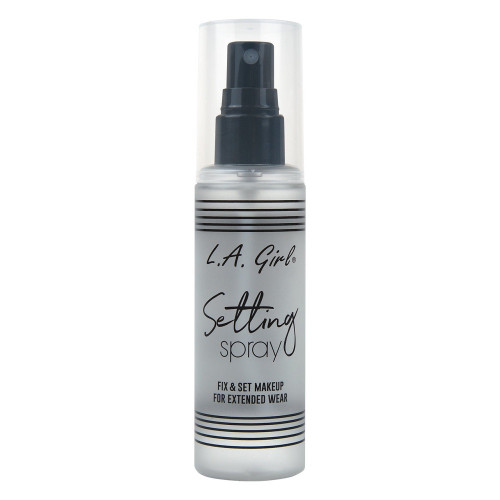 L.A. Girl®
Setting
spray
FIX & SET MAKEUP
FOR EXTENDED WEAR